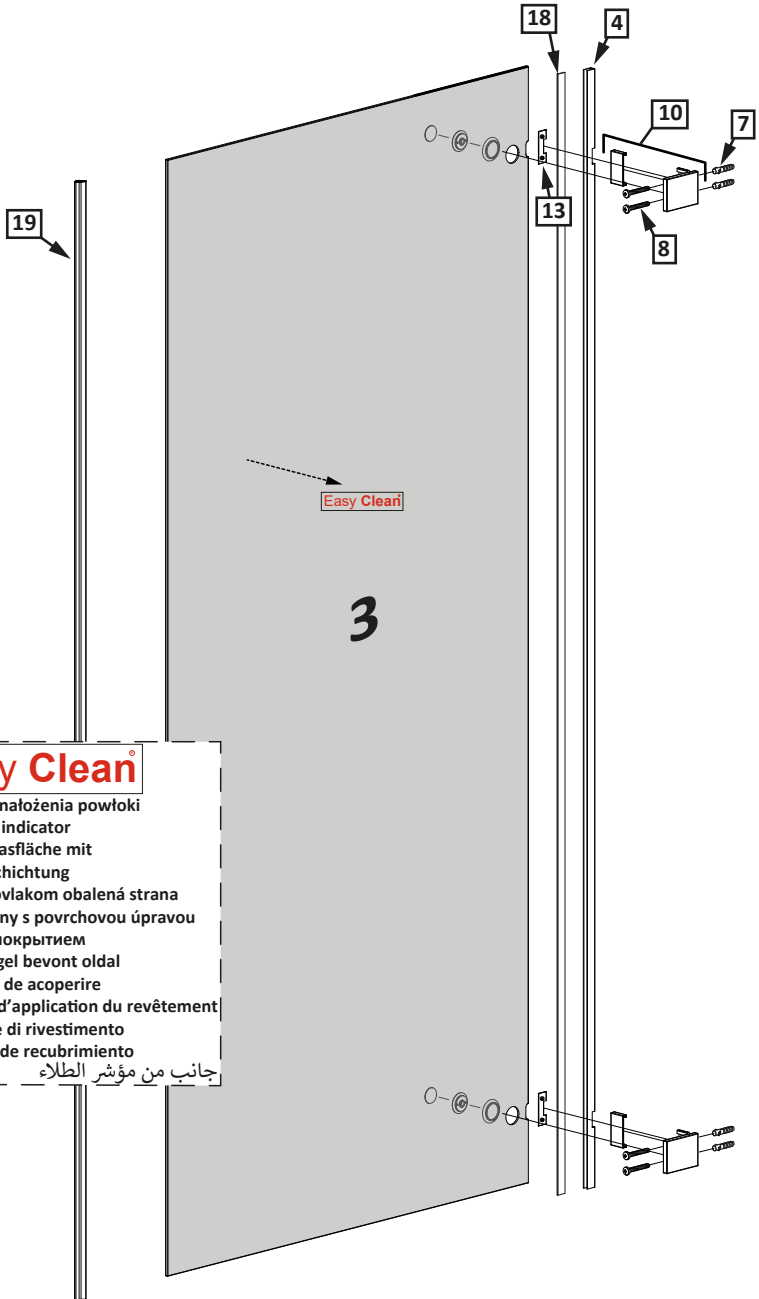 18
4
10
7
19
13
8
Easy Clean
3
y Clean®
nałożenia powłoki
indicator
asfläche mit
chichtung
ovlakom obalená strana
ny s povrchovou úpravou
покрытием
gel bevont oldal
de acoperire
d’application du revêtement
e di rivestimento
de recubrimiento
جانب من مؤشر الطلاء